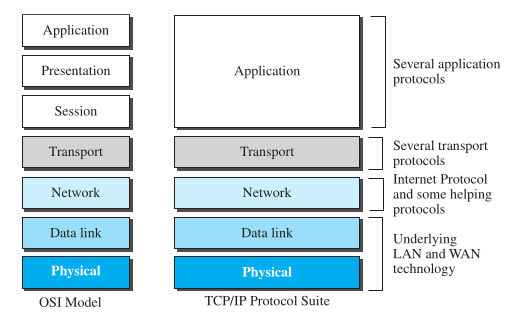 Application
Presentation
Session
Transport
Network
Data link
Physical
OSI Model
Application
Transport
Network
Data link
Physical
TCP/IP Protocol Suite
Several application
protocols
Several transport
protocols
Internet Protocol
and some helping
protocols
Underlying
LAN and WAN
technology